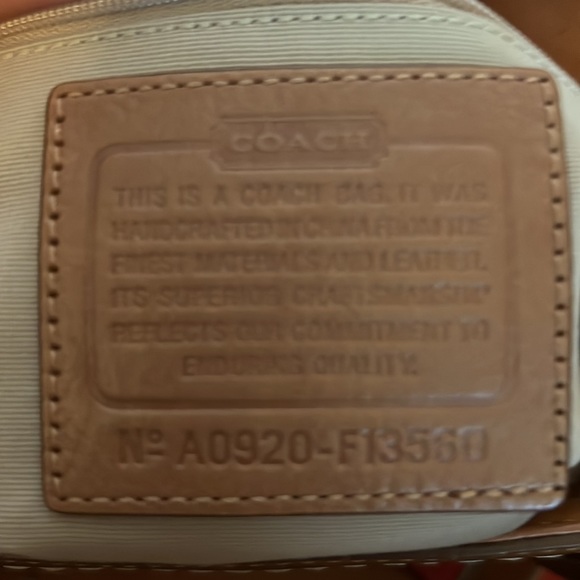 COACH
THIS IS A COACH BAG. IT WAS
HANDCRAFTED IN CHINA FROM THE
FINEST MATERIALS AND LEATHER.
ITS SUPERIOR CRAFTSMANSHIP
REFLECTS OUR COMMITMENT TO
ENDURING QUALITY.
Nº A0920-F13560